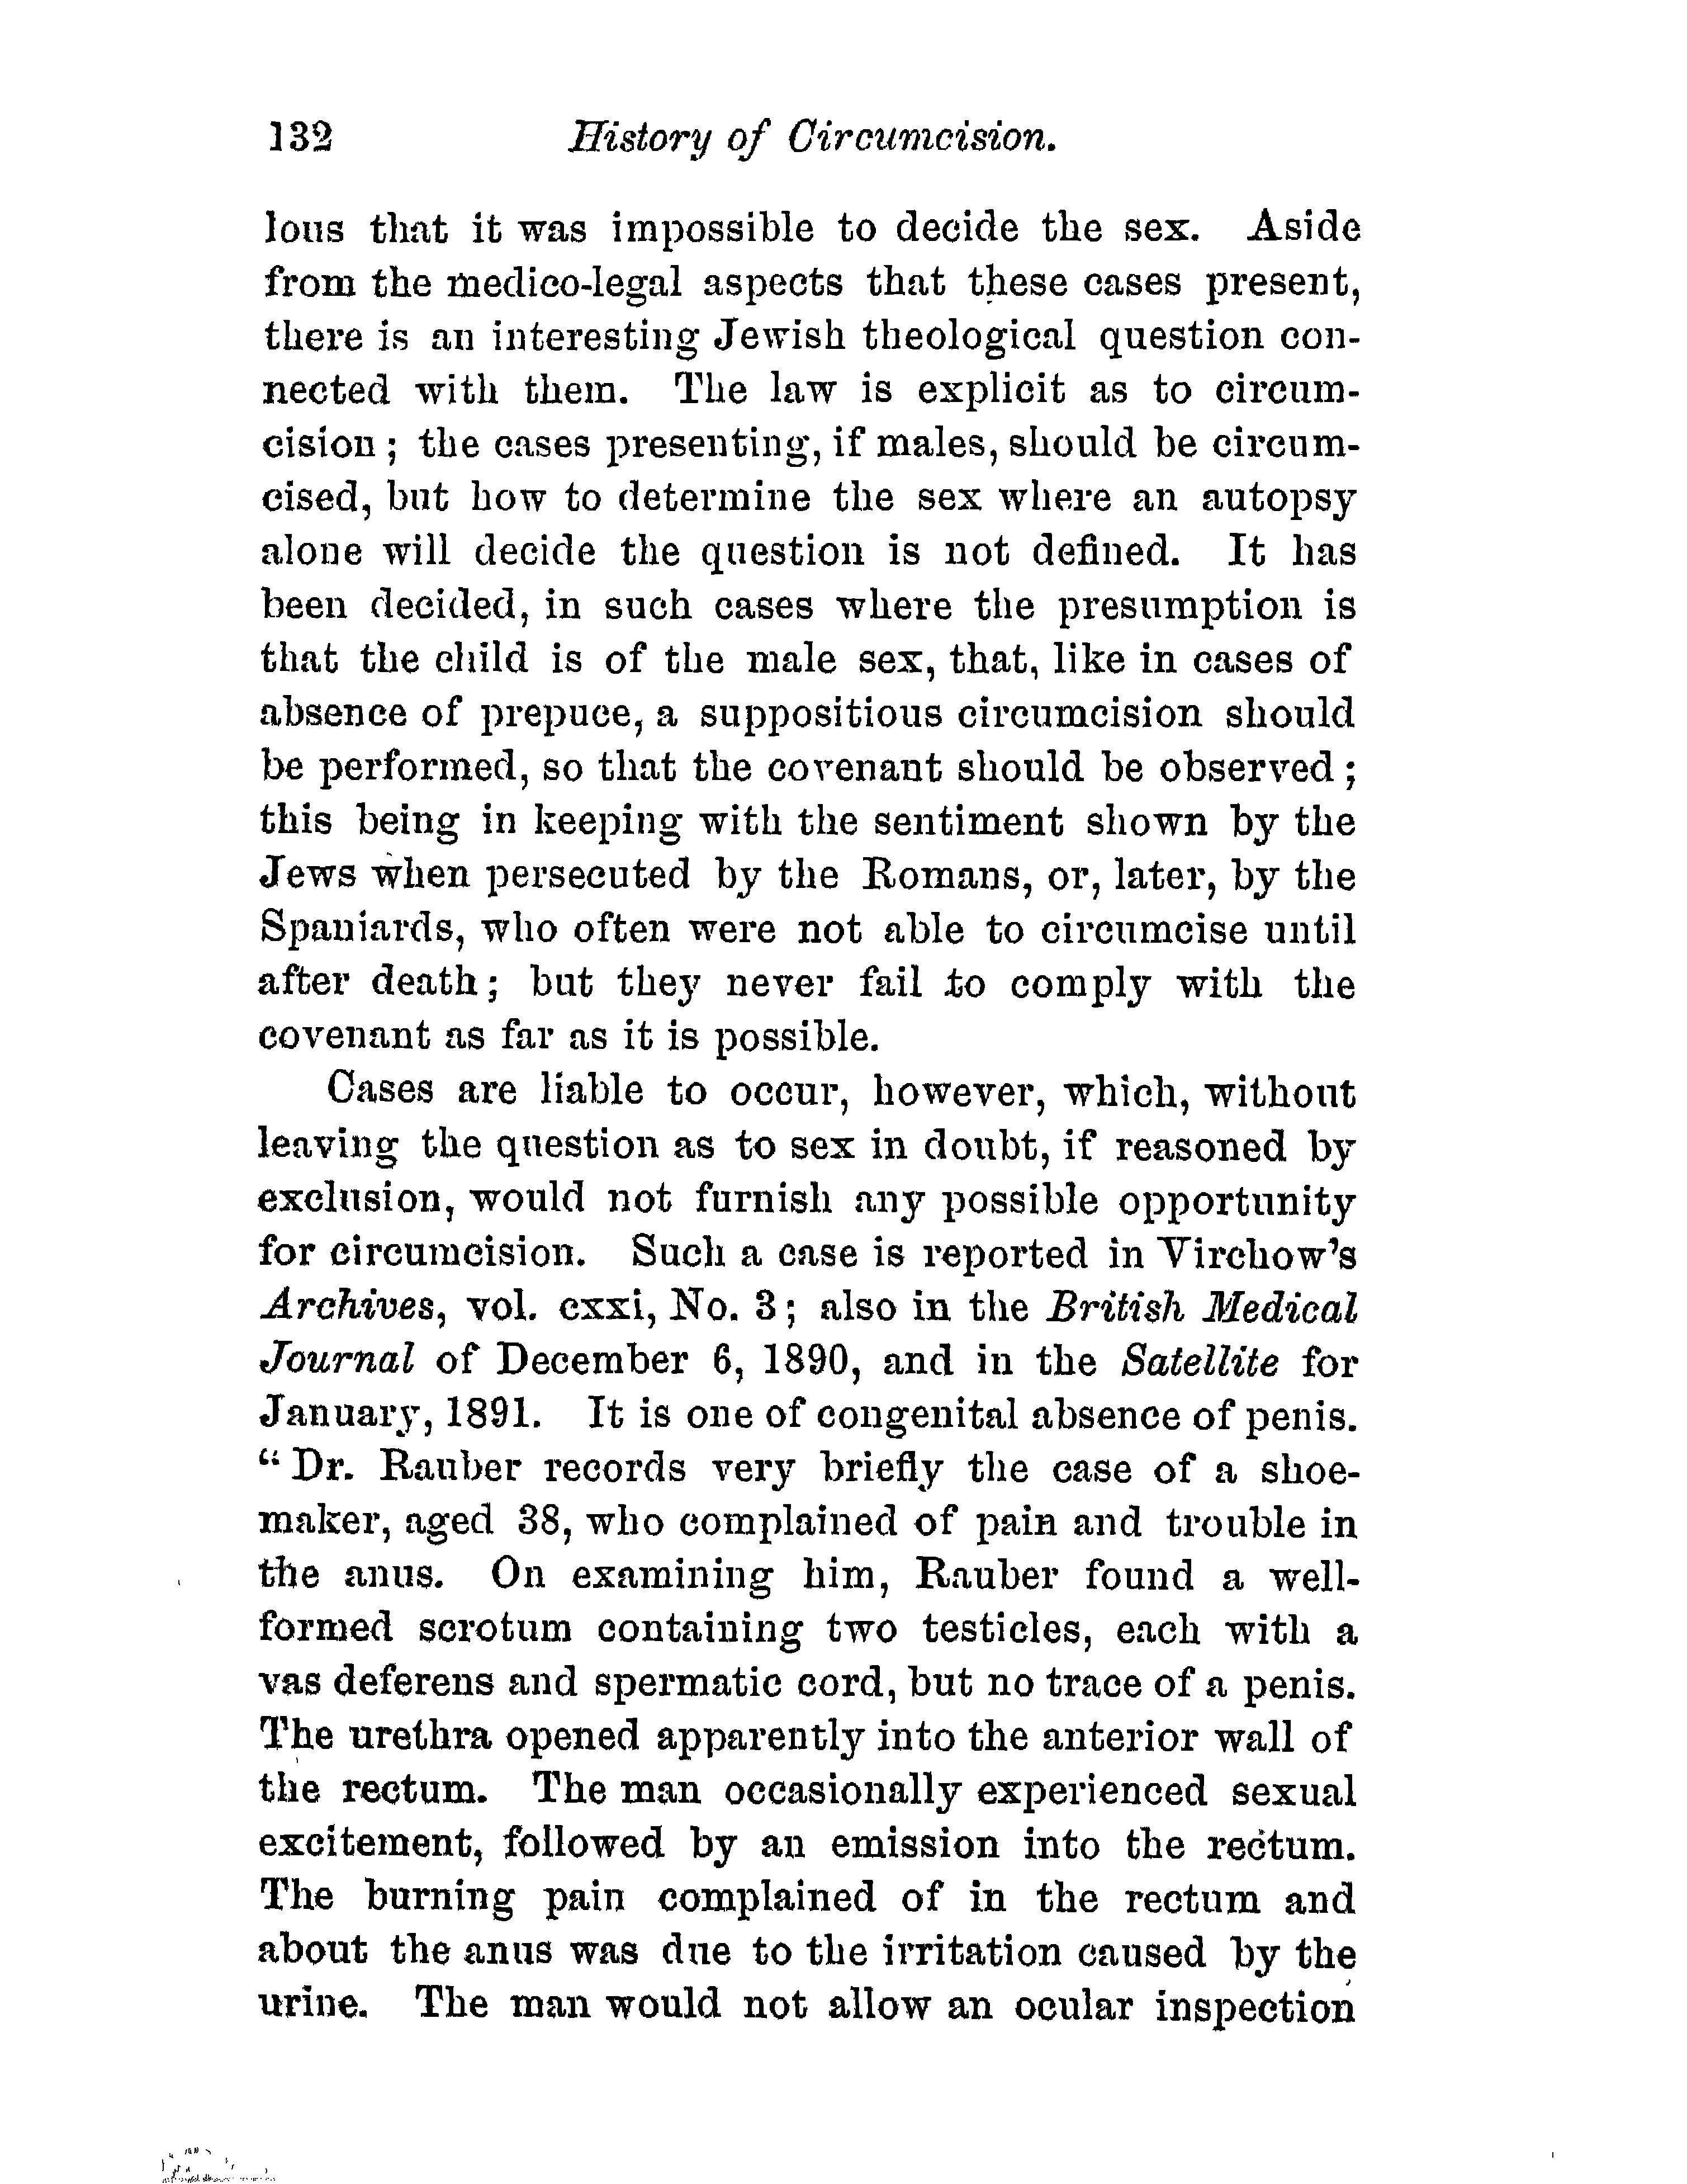 132 History of Circumcision.
lous that it was impossible to decide the sex. Aside
from the medico-legal aspects that these cases present,
there is an interesting Jewish theological question con-
nected with them. The law is explicit as to circum-
cision; the cases presenting, if males, should be circum-
cised, but how to determine the sex where an autopsy
alone will decide the question is not defined. It has
been decided, in such cases where the presumption is
that the child is of the male sex, that, like in cases of
absence of prepuce, a suppositious circumcision should
be performed, so that the covenant should be observed;
this being in keeping with the sentiment shown by the
Jews when persecuted by the Romans, or, later, by the
Spaniards, who often were not able to circumcise until
after death; but they never fail to comply with the
covenant as far as it is possible.
Cases are liable to occur, however, which, without
leaving the question as to sex in doubt, if reasoned by
exclusion, would not furnish any possible opportunity
for circumcision. Such a case is reported in Virchow's
Archives, vol. cxxi, No. 3; also in the British Medical
Journal of December 6, 1890, and in the Satellite for
January, 1891. It is one of congenital absence of penis.
"Dr. Rauber records very briefly the case of a shoe-
maker, aged 38, who complained of pain and trouble in
the anus. On examining him, Rauber found a well-
formed scrotum containing two testicles, each with a
vas deferens and spermatic cord, but no trace of a penis.
The urethra opened apparently into the anterior wall of
the rectum. The man occasionally experienced sexual
excitement, followed by an emission into the rectum.
The burning pain complained of in the rectum and
about the anus was due to the irritation caused by the
urine. The man would not allow an ocular inspection